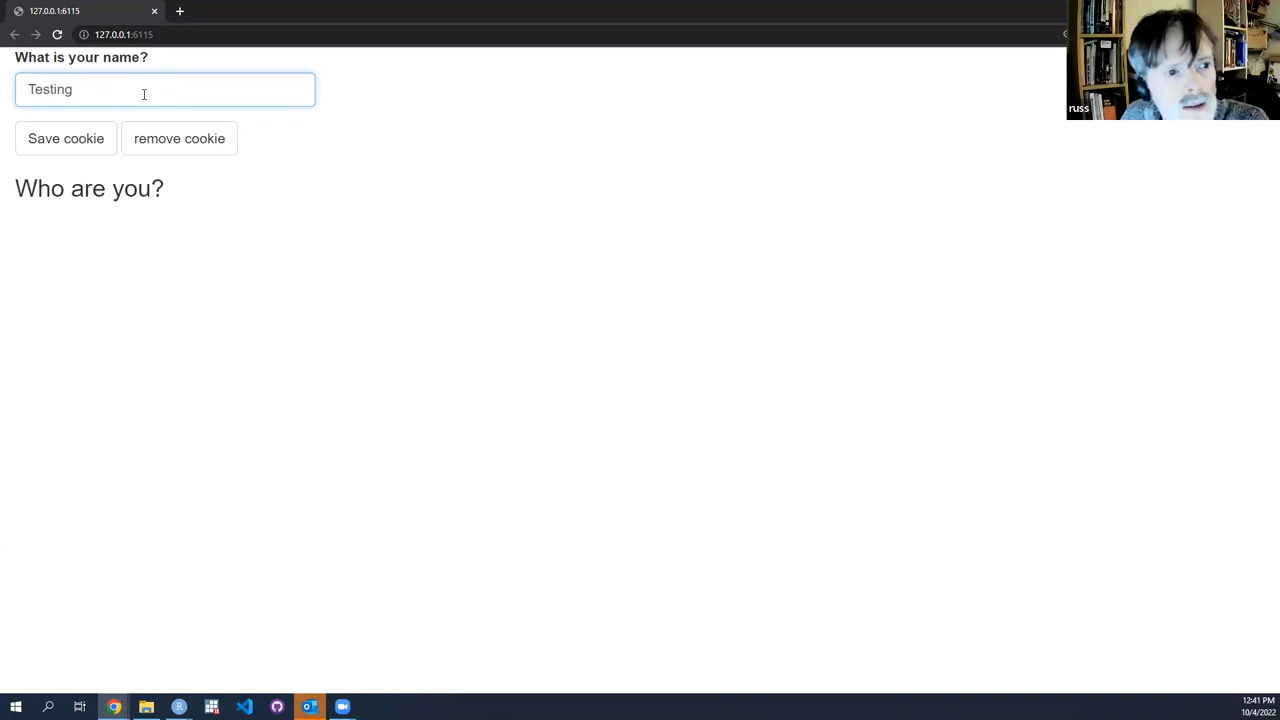 127.0.0.1:6115
127.0.0.1:6115
What is your name?
Testing
Save cookie
remove cookie
Who are you?
russ
12:41 PM
10/4/2022